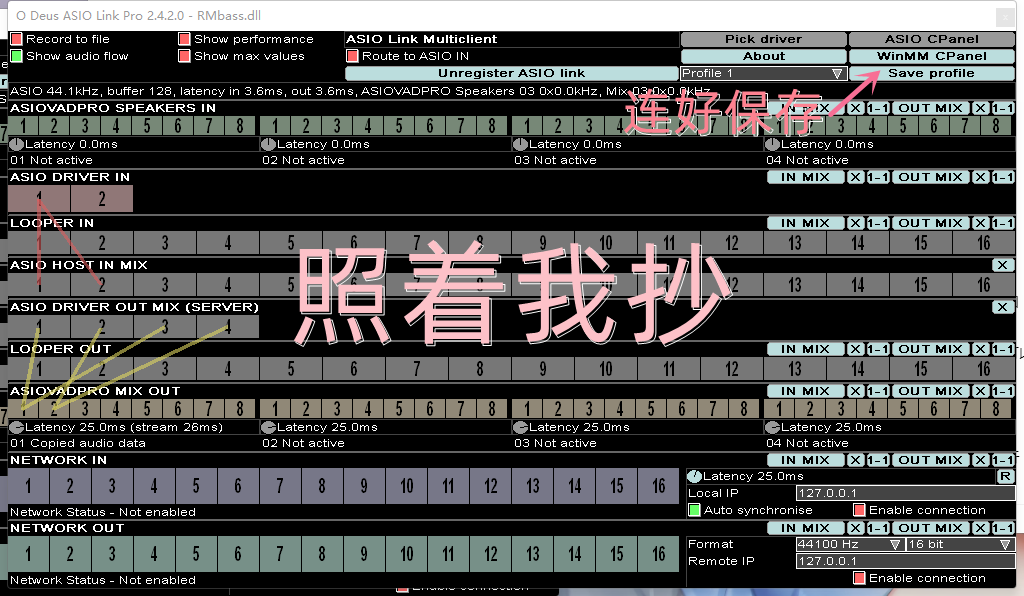 O Deus ASIO Link Pro 2.4.2.0 - RMbass.dll
Record to file Show performance ASIO Link Multiclient Pick driver ASIO CPanel
Show audio flow Show max values Route to ASIO IN About WinMM CPanel
Unregister ASIO link Profile 1 Save profile
ASIO 44.1kHz, buffer 128, latency in 3.6ms, out 3.6ms, ASIOVADPRO Speakers 03 0x0.0kHz, Mix 03 0x0.0kHz
连好保存
ASIOVADPRO SPEAKERS IN IN MIX X 1-1 OUT MIX X 1-1
1 2 3 4 5 6 7 8 1 2 3 4 5 6 7 8 1 2 3 4 5 6 7 8 1 2 3 4 5 6 7 8
Latency 0.0ms Latency 0.0ms Latency 0.0ms Latency 0.0ms
01 Not active 02 Not active 03 Not active 04 Not active
ASIO DRIVER IN IN MIX X 1-1 OUT MIX X 1-1
1 2
LOOPER IN IN MIX X 1-1 OUT MIX X 1-1
1 2 3 4 5 6 7 8 9 10 11 12 13 14 15 16
照着我抄
ASIO HOST IN MIX X
1 2 3 4 5 6 7 8 9 10 11 12 13 14 15 16
ASIO DRIVER OUT MIX (SERVER) X
1 2 3 4
LOOPER OUT IN MIX X 1-1 OUT MIX X 1-1
1 2 3 4 5 6 7 8 9 10 11 12 13 14 15 16
ASIOVADPRO MIX OUT IN MIX X 1-1 OUT MIX X 1-1
1 2 3 4 5 6 7 8 1 2 3 4 5 6 7 8 1 2 3 4 5 6 7 8 1 2 3 4 5 6 7 8
Latency 25.0ms (stream 26ms) Latency 25.0ms Latency 25.0ms Latency 25.0ms
01 Copied audio data 02 Not active 03 Not active 04 Not active
NETWORK IN IN MIX X 1-1 OUT MIX X 1-1
1 2 3 4 5 6 7 8 9 10 11 12 13 14 15 16
Latency 25.0ms R
Local IP 127.0.0.1
Network Status - Not enabled Auto synchronise Enable connection
NETWORK OUT IN MIX X 1-1 OUT MIX X 1-1
1 2 3 4 5 6 7 8 9 10 11 12 13 14 15 16
Format 44100 Hz 16 bit
Remote IP 127.0.0.1
Network Status - Not enabled Enable connection